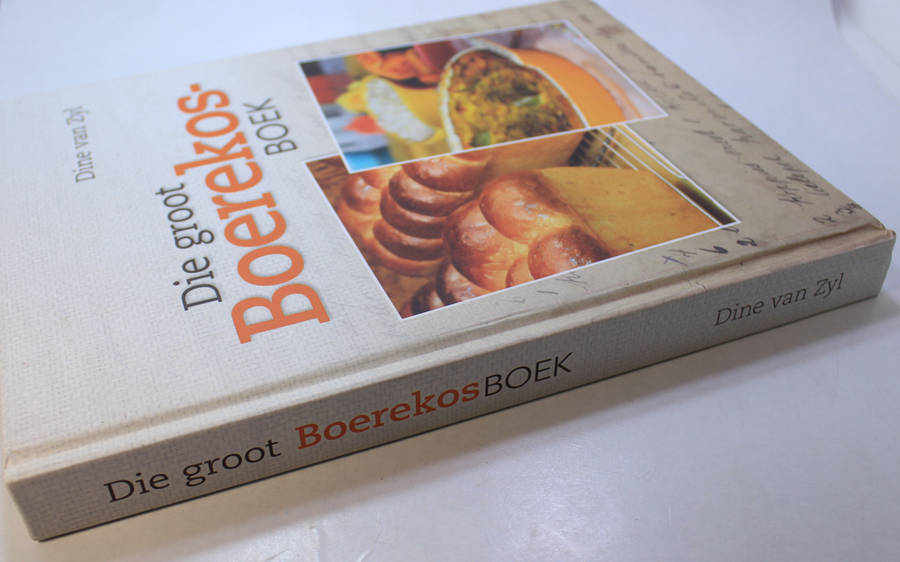 Dine van Zyl
Die groot
Boerekos-
BOEK
Die groot BoerekosBOEK
Dine van Zyl